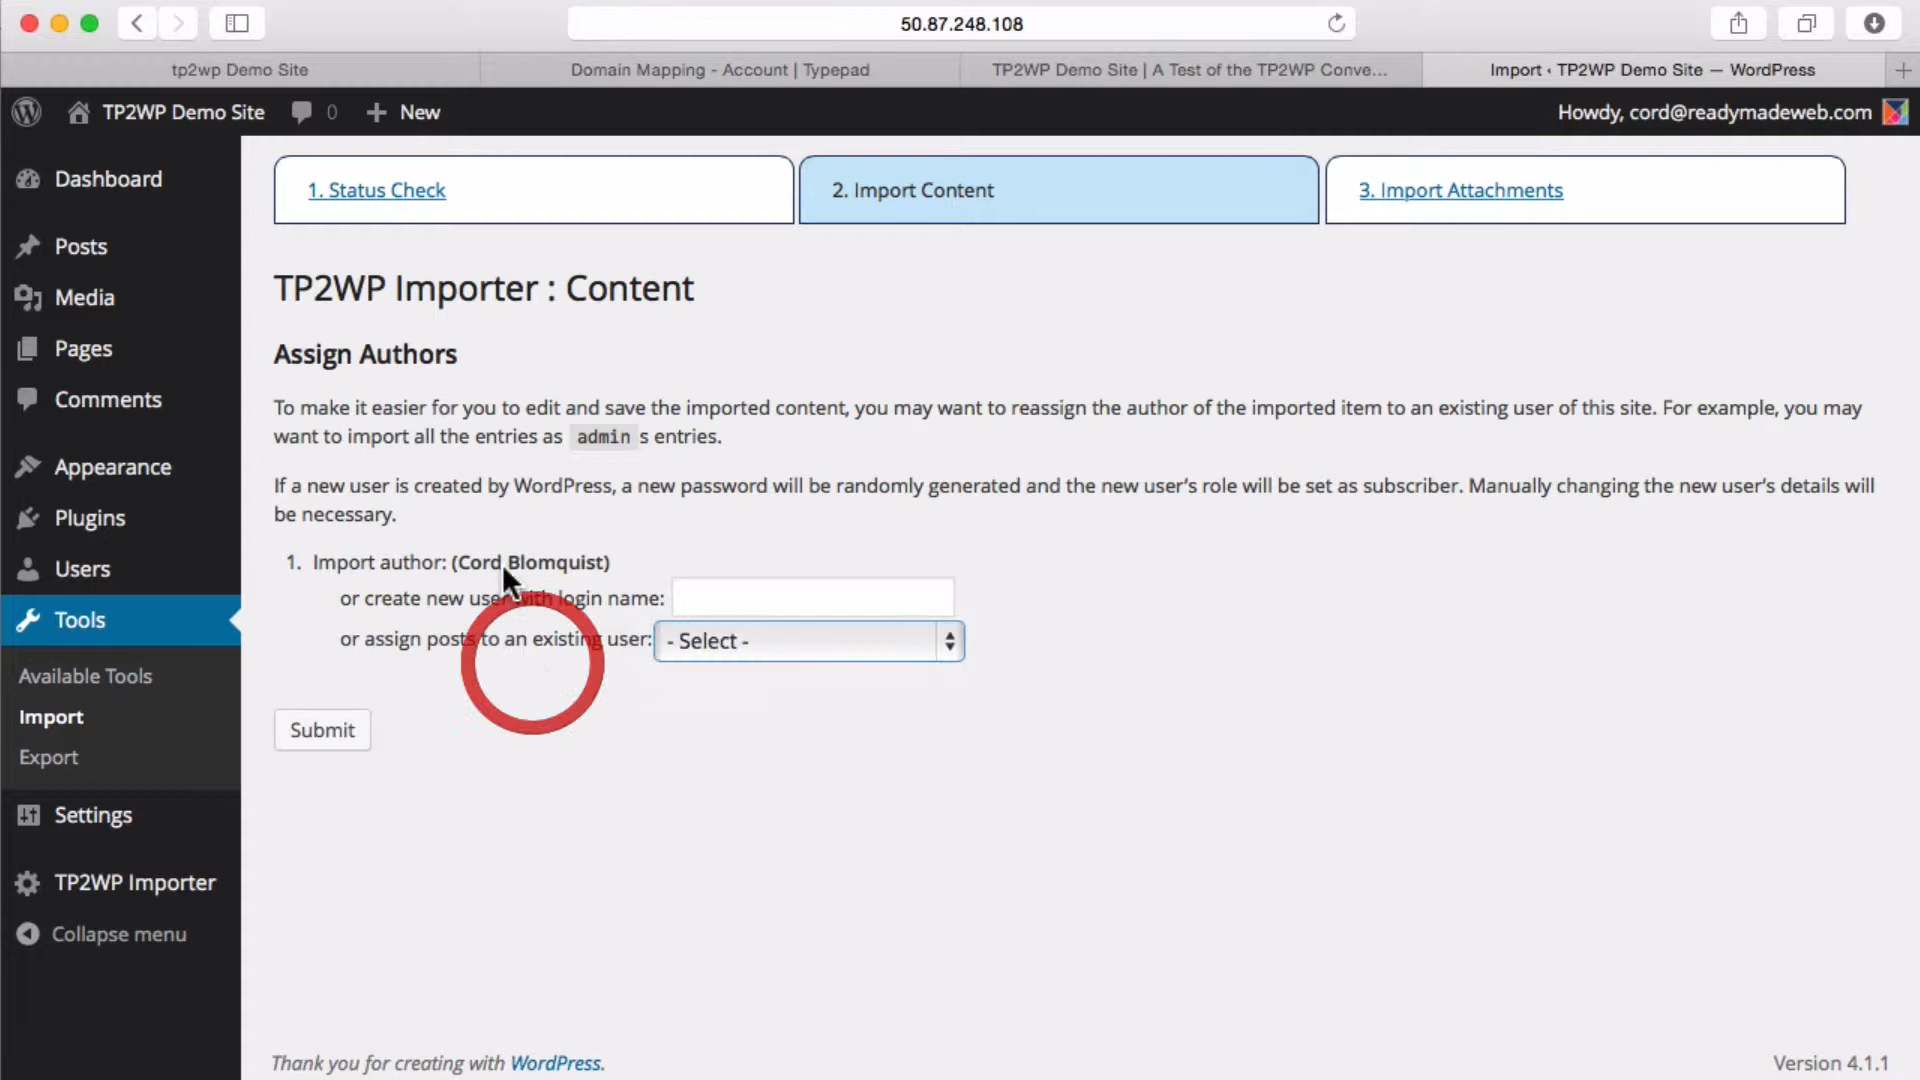 50.87.248.108
tp2wp Demo Site
Domain Mapping - Account | Typepad
TP2WP Demo Site | A Test of the TP2WP Conve...
Import ‹ TP2WP Demo Site — WordPress
TP2WP Demo Site
0
New
Howdy, cord@readymadeweb.com
Dashboard
Posts
Media
Pages
Comments
Appearance
Plugins
Users
Tools
Available Tools
Import
Export
Settings
TP2WP Importer
Collapse menu
1. Status Check
2. Import Content
3. Import Attachments
TP2WP Importer : Content
Assign Authors
To make it easier for you to edit and save the imported content, you may want to reassign the author of the imported item to an existing user of this site. For example, you may
want to import all the entries as admin s entries.
If a new user is created by WordPress, a new password will be randomly generated and the new user's role will be set as subscriber. Manually changing the new user's details will
be necessary.
1. Import author: (Cord Blomquist)
or create new user with login name:
or assign posts to an existing user: - Select -
Submit
Thank you for creating with WordPress.
Version 4.1.1